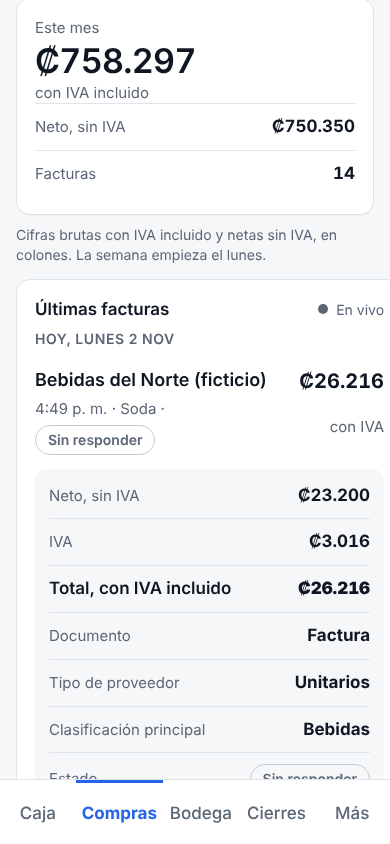 Este mes
₡758.297
con IVA incluido
Neto, sin IVA ₡750.350
Facturas 14
Cifras brutas con IVA incluido y netas sin IVA, en
colones. La semana empieza el lunes.
Últimas facturas En vivo
HOY, LUNES 2 NOV
Bebidas del Norte (ficticio) ₡26.216
4:49 p. m. · Soda ·
con IVA
Sin responder
Neto, sin IVA ₡23.200
IVA ₡3.016
Total, con IVA incluido ₡26.216
Documento Factura
Tipo de proveedor Unitarios
Clasificación principal Bebidas
Estado Sin responder
Caja Compras Bodega Cierres Más